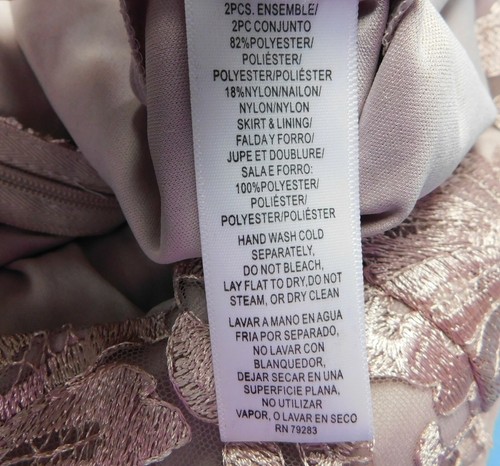 2PCS. ENSEMBLE/
2PC CONJUNTO
82%POLYESTER/
POLIÉSTER/
POLYESTER/POLIÉSTER
18%NYLON/NAILON/
NYLON/NYLON
SKIRT & LINING/
FALDA Y FORRO/
JUPE ET DOUBLURE/
SALA E FORRO:
100%POLYESTER/
POLIÉSTER/
POLYESTER/POLIÉSTER
HAND WASH COLD
SEPARATELY,
DO NOT BLEACH,
LAY FLAT TO DRY,DO NOT
STEAM, OR DRY CLEAN
LAVAR A MANO EN AGUA
FRIA POR SEPARADO,
NO LAVAR CON
BLANQUEDOR,
DEJAR SECAR EN UNA
SUPERFICIE PLANA,
NO UTILIZAR
VAPOR, O LAVAR EN SECO
RN 79283